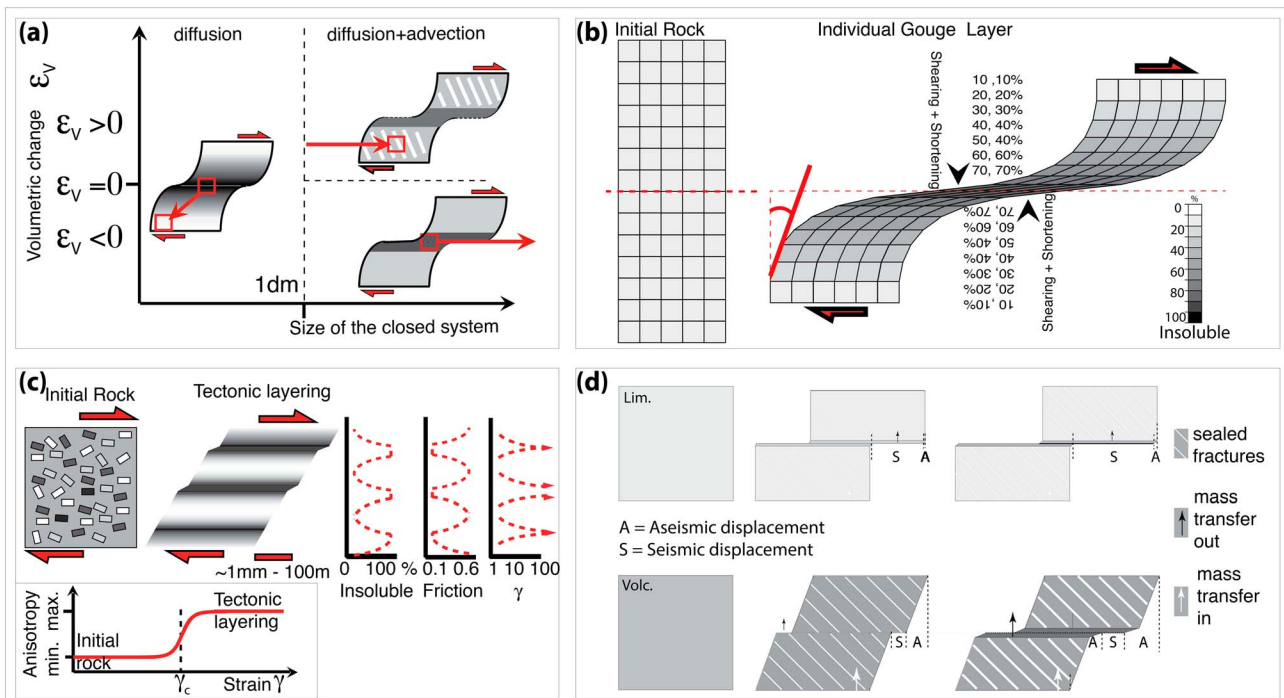 (a)
diffusion
diffusion+advection
Volumetric change
εV
εV >0
εV =0
εV <0
1dm
Size of the closed system
(b)
Initial Rock
Individual Gouge Layer
Shearing + Shortening
10 ,10%
20, 20%
30, 30%
40, 40%
50, 40%
60, 60%
70, 70%
70, 70%
60, 60%
50, 40%
40, 40%
30, 30%
20, 20%
10, 10%
Shearing + Shortening
%
0
20
40
60
80
100
Insoluble
(c)
Initial Rock
Tectonic layering
~1mm - 100m
0 100 %
Insoluble
0.1 0.6
Friction
1 10 100
γ
Anisotropy
min. max.
Initial
rock
Tectonic
layering
γc
Strain γ
(d)
Lim.
S A
S A
sealed
fractures
A = Aseismic displacement
S = Seismic displacement
mass
transfer
out
Volc.
S A
A S A
mass
transfer
in